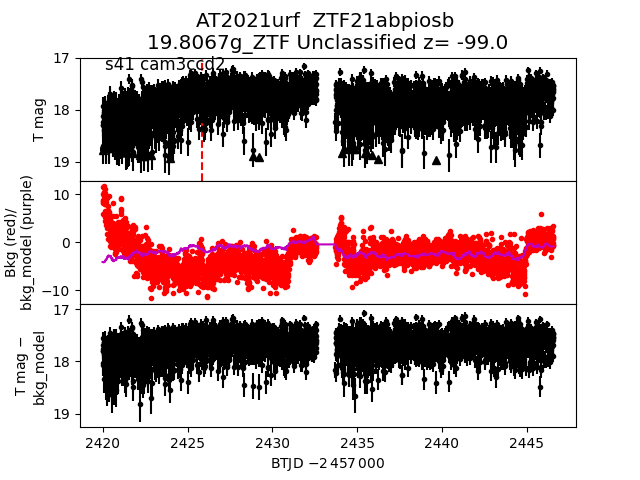 AT2021urf  ZTF21abpiosb
19.8067g_ZTF Unclassified z= -99.0
s41 cam3ccd2
T mag
17
18
19
Bkg (red)/
bkg_model (purple)
10
0
−10
T mag −
bkg_model
17
18
19
2420
2425
2430
2435
2440
2445
BTJD −2 457 000